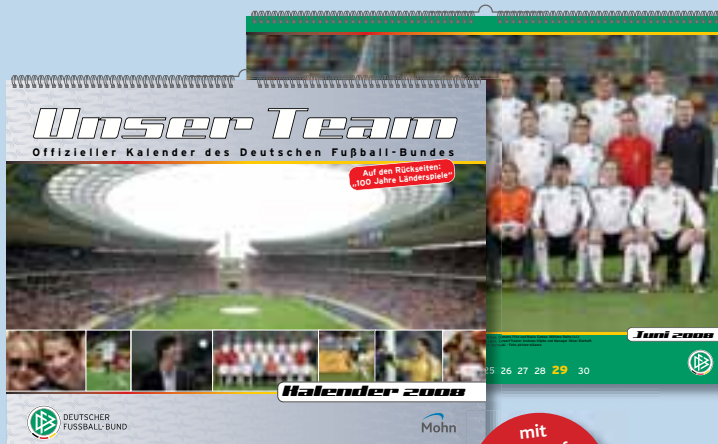 Unser Team
Offizieller Kalender des Deutschen Fußball-Bundes
Auf den Rückseiten:
„100 Jahre Länderspiele“
Kalender 2008
DEUTSCHER
FUSSBALL-BUND
Mohn
Juni 2008
25 26 27 28 29 30
mit